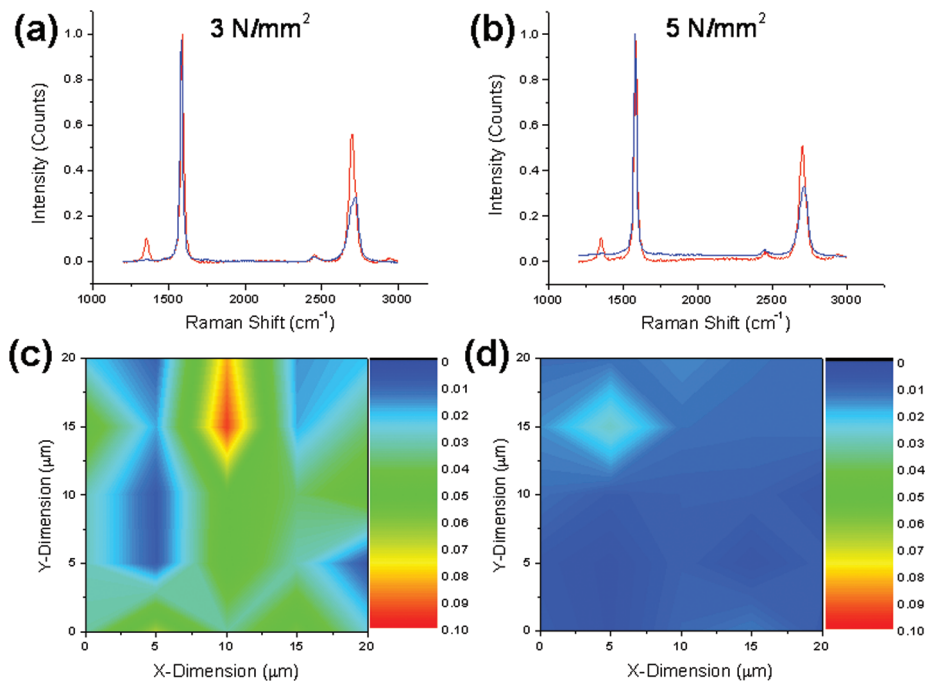 (a) 3 N/mm²
(b) 5 N/mm²
Intensity (Counts)
1.0
0.8
0.6
0.4
0.2
0.0
1000 1500 2000 2500 3000
Raman Shift (cm⁻¹)
Intensity (Counts)
1.0
0.8
0.6
0.4
0.2
0.0
1000 1500 2000 2500 3000
Raman Shift (cm⁻¹)
(c)
Y-Dimension (μm)
20
15
10
5
0
0 5 10 15 20
X-Dimension (μm)
0
0.01
0.02
0.03
0.04
0.05
0.06
0.07
0.08
0.09
0.10
(d)
Y-Dimension (μm)
20
15
10
5
0
0 5 10 15 20
X-Dimension (μm)
0
0.01
0.02
0.03
0.04
0.05
0.06
0.07
0.08
0.09
0.10